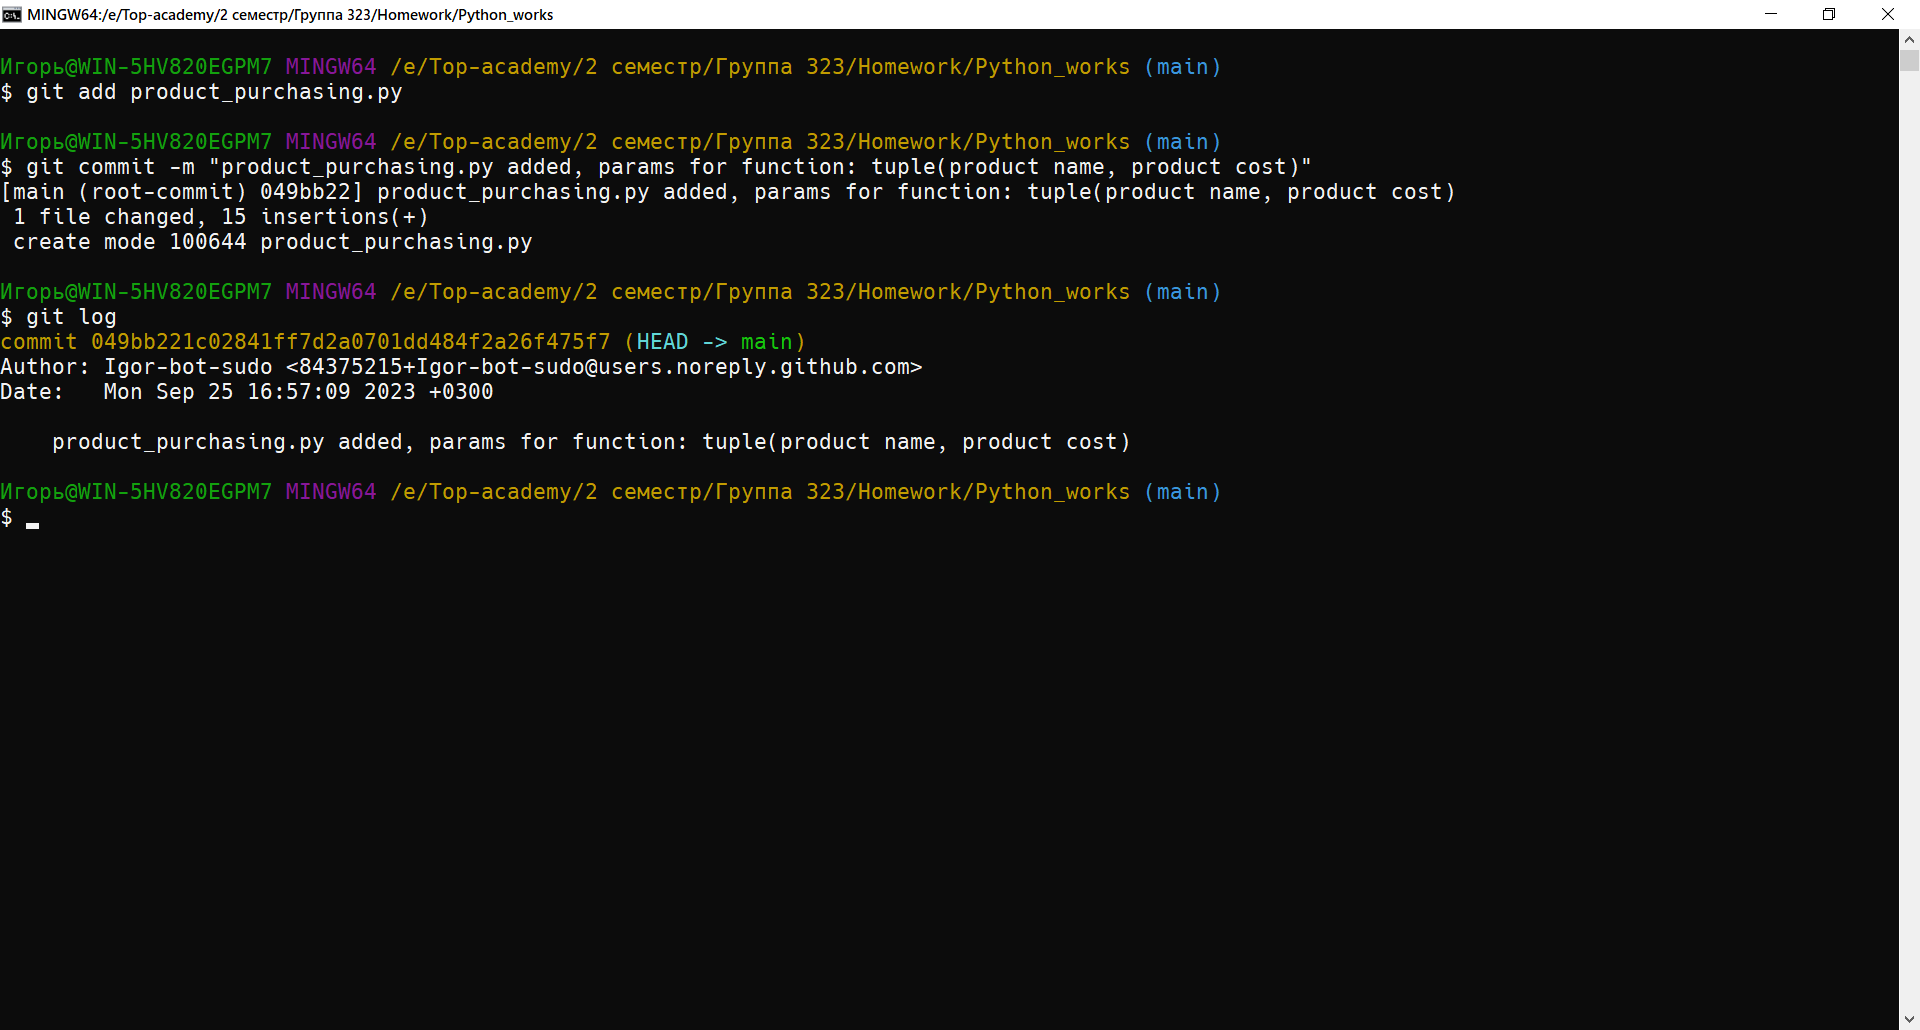 MINGW64:/e/Top-academy/2 семестр/Группа 323/Homework/Python_works
Игорь@WIN-5HV820EGPM7 MINGW64 /e/Top-academy/2 семестр/Группа 323/Homework/Python_works (main)
$ git add product_purchasing.py
Игорь@WIN-5HV820EGPM7 MINGW64 /e/Top-academy/2 семестр/Группа 323/Homework/Python_works (main)
$ git commit -m "product_purchasing.py added, params for function: tuple(product name, product cost)"
[main (root-commit) 049bb22] product_purchasing.py added, params for function: tuple(product name, product cost)
 1 file changed, 15 insertions(+)
 create mode 100644 product_purchasing.py
Игорь@WIN-5HV820EGPM7 MINGW64 /e/Top-academy/2 семестр/Группа 323/Homework/Python_works (main)
$ git log
commit 049bb221c02841ff7d2a0701dd484f2a26f475f7 (HEAD -> main)
Author: Igor-bot-sudo <84375215+Igor-bot-sudo@users.noreply.github.com>
Date:   Mon Sep 25 16:57:09 2023 +0300
    product_purchasing.py added, params for function: tuple(product name, product cost)
Игорь@WIN-5HV820EGPM7 MINGW64 /e/Top-academy/2 семестр/Группа 323/Homework/Python_works (main)
$